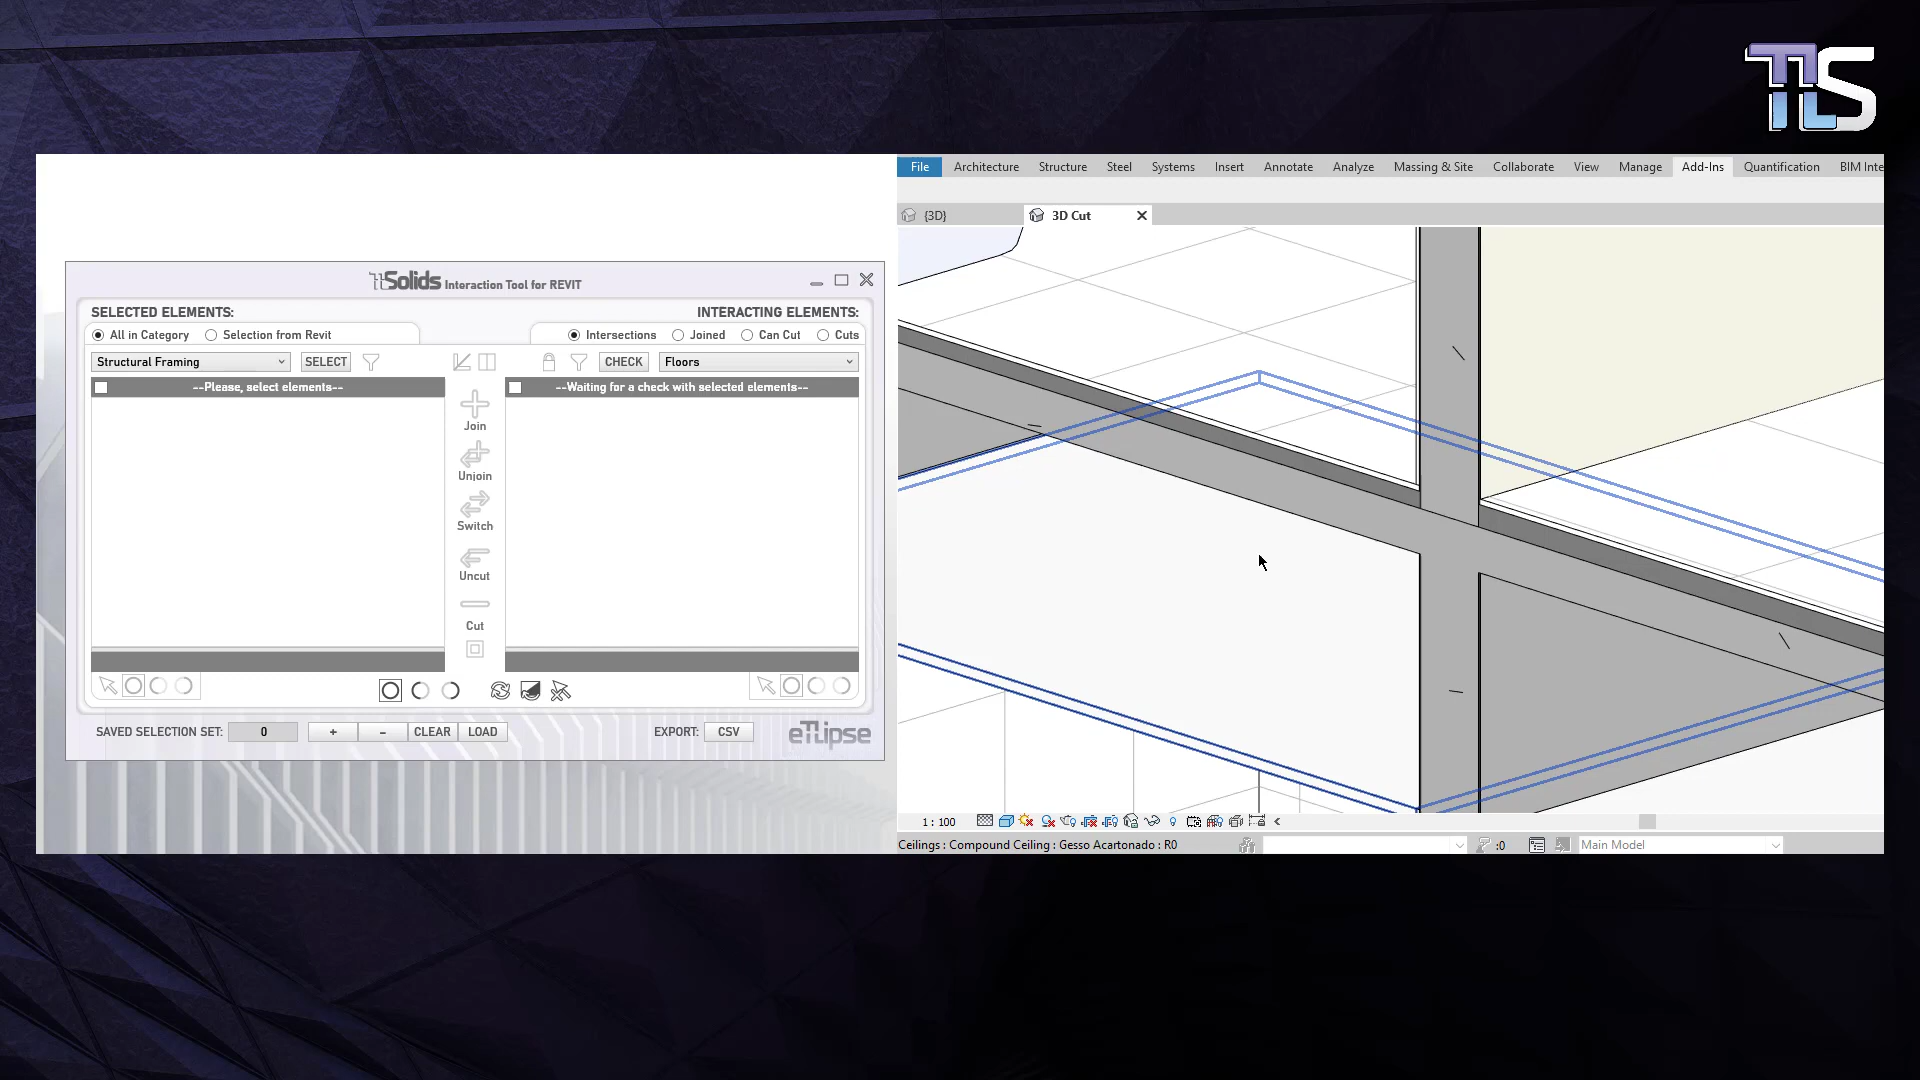 TLS
TLSolids Interaction Tool for REVIT
SELECTED ELEMENTS:
INTERACTING ELEMENTS:
All in Category
Selection from Revit
Intersections
Joined
Can Cut
Cuts
Structural Framing
SELECT
CHECK
Floors
--Please, select elements--
--Waiting for a check with selected elements--
Join
Unjoin
Switch
Uncut
Cut
SAVED SELECTION SET:
0
+
-
CLEAR
LOAD
EXPORT:
CSV
eTLipse
File
Architecture
Structure
Steel
Systems
Insert
Annotate
Analyze
Massing & Site
Collaborate
View
Manage
Add-Ins
Quantification
BIM Inte
{3D}
3D Cut
1 : 100
Ceilings : Compound Ceiling : Gesso Acartonado : R0
:0
Main Model